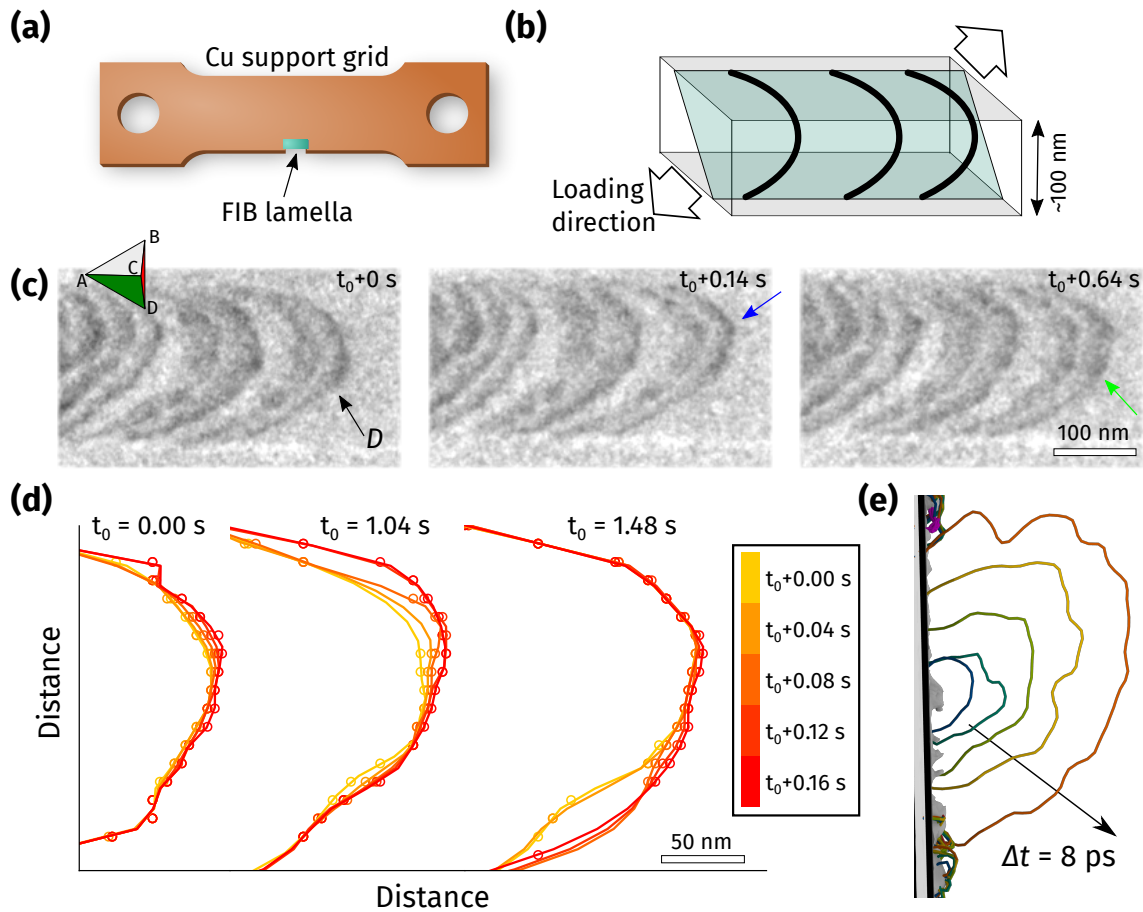 (a)
Cu support grid
FIB lamella
(b)
Loading
direction
~100 nm
(c)
A
B
C
D
t₀+0 s
D
t₀+0.14 s
t₀+0.64 s
100 nm
(d)
t₀ = 0.00 s
t₀ = 1.04 s
t₀ = 1.48 s
Distance
Distance
50 nm
t₀+0.00 s
t₀+0.04 s
t₀+0.08 s
t₀+0.12 s
t₀+0.16 s
(e)
Δt = 8 ps